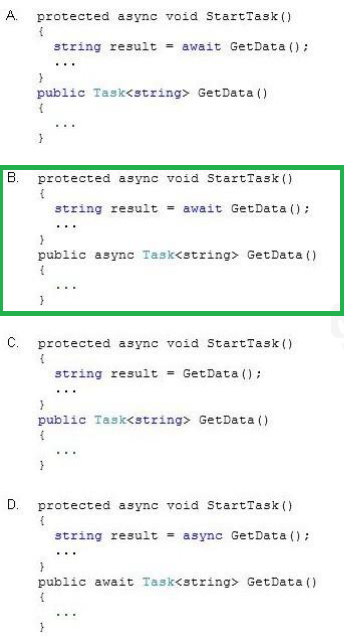 A. protected async void StartTask()
{
string result = await GetData();
...
}
public Task<string> GetData()
{
...
}
B. protected async void StartTask()
{
string result = await GetData();
...
}
public async Task<string> GetData()
{
...
}
C. protected async void StartTask()
{
string result = GetData();
...
}
public Task<string> GetData()
{
...
}
D. protected async void StartTask()
{
string result = async GetData();
...
}
public await Task<string> GetData()
{
...
}